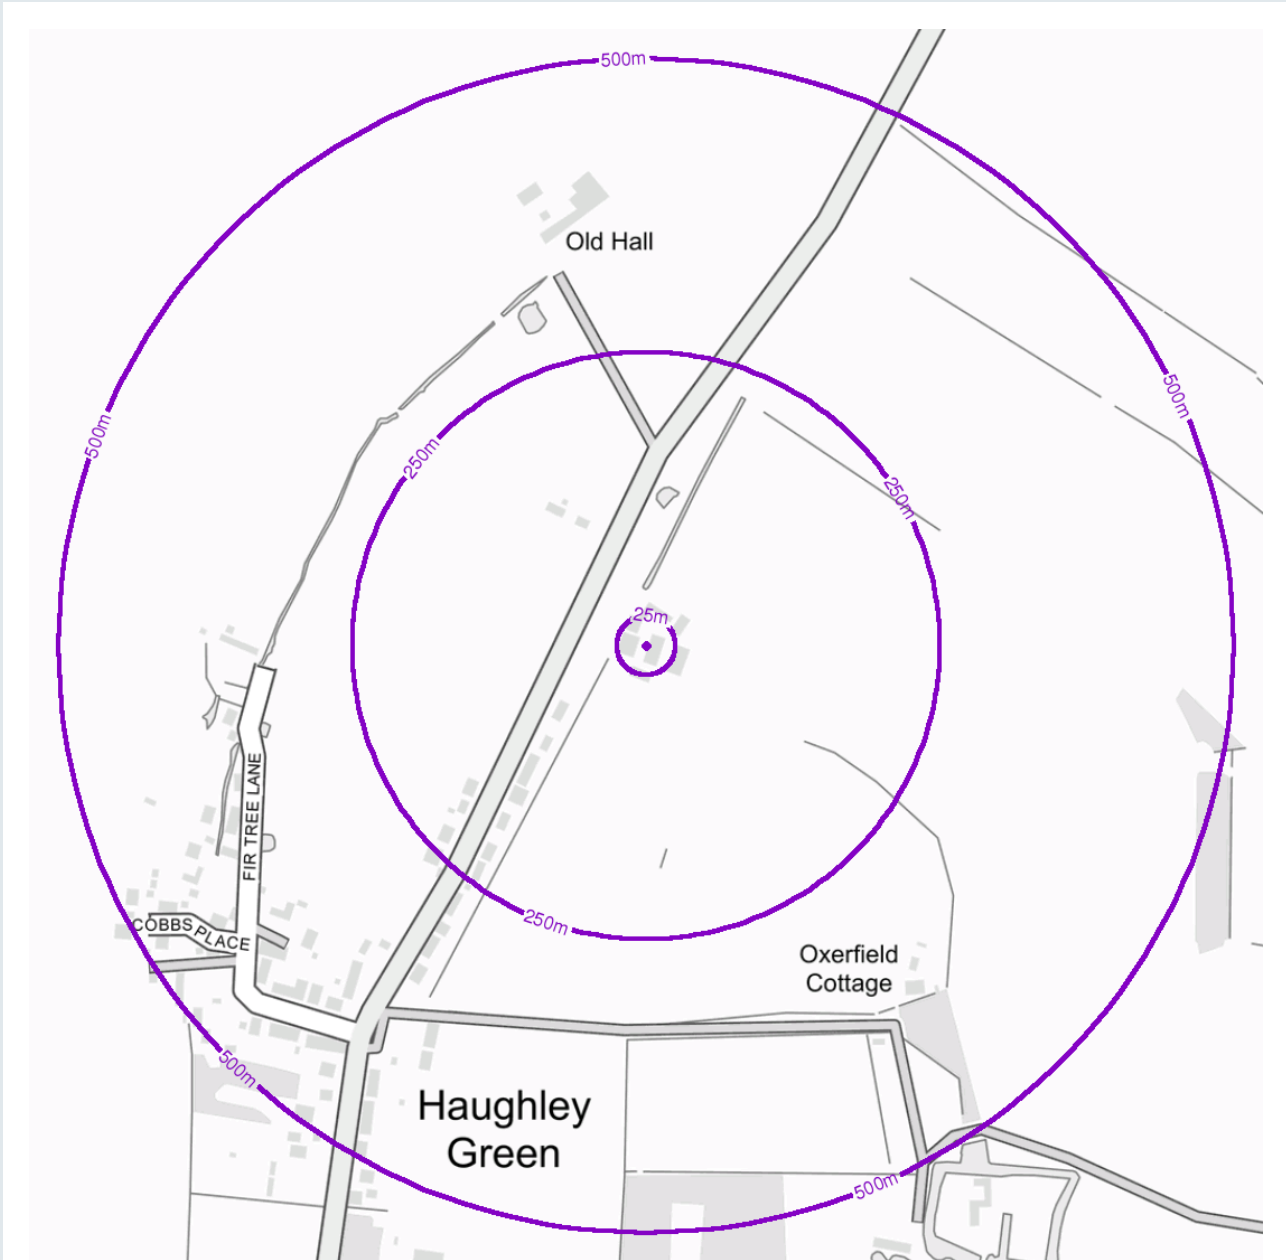 500m
Old Hall
500m
500m
250m
250m
25m
FIR TREE LANE
COBBS PLACE
250m
Oxerfield
Cottage
500m
Haughley
Green
500m